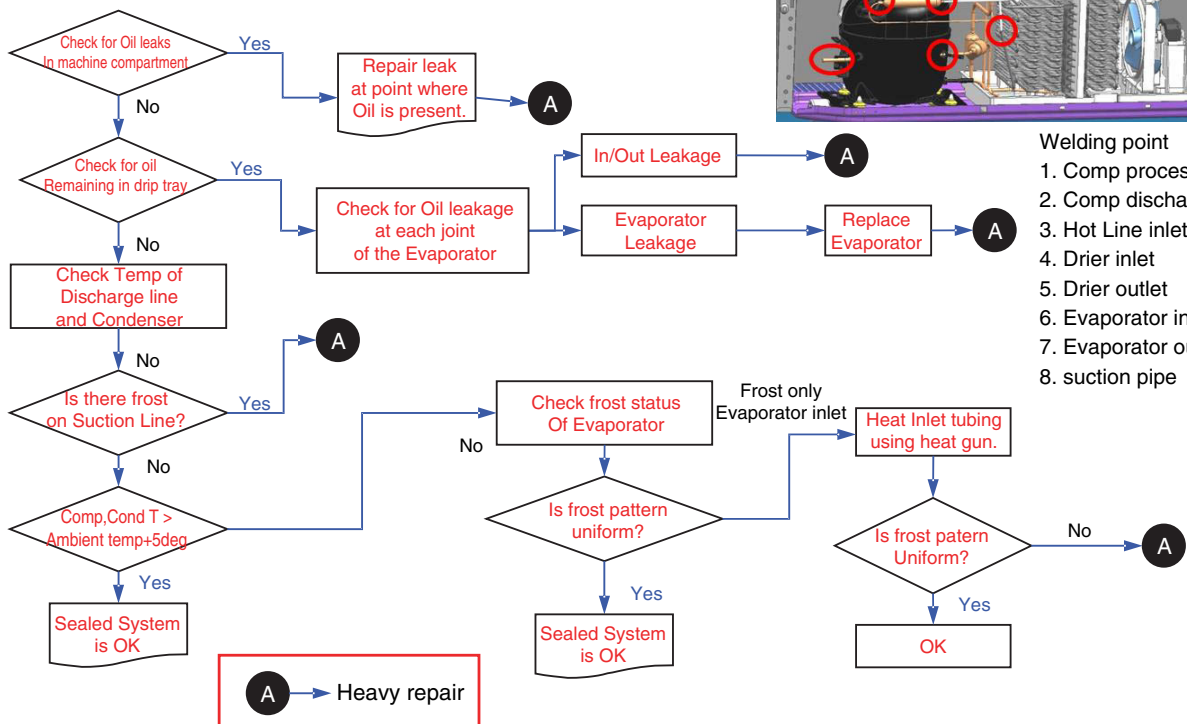 Check for Oil leaks
In machine compartment
Yes
Repair leak
at point where
Oil is present.
A
No
Check for oil
Remaining in drip tray
Yes
Check for Oil leakage
at each joint
of the Evaporator
In/Out Leakage
A
Evaporator
Leakage
Replace
Evaporator
A
No
Check Temp of
Discharge line
and Condenser
No
Is there frost
on Suction Line?
Yes
A
No
Comp,Cond T >
Ambient temp+5deg
Yes
Sealed System
is OK
No
Check frost status
Of Evaporator
Is frost pattern
uniform?
Yes
Sealed System
is OK
Frost only
Evaporator inlet
Heat Inlet tubing
using heat gun.
Is frost patern
Uniform?
No
A
Yes
OK
A
Heavy repair
Welding point
1. Comp
2. Comp
3. Hot Line inlet
4. Drier inlet
5. Drier outlet
6. Evaporator
7. Evaporator
8. suction pipe